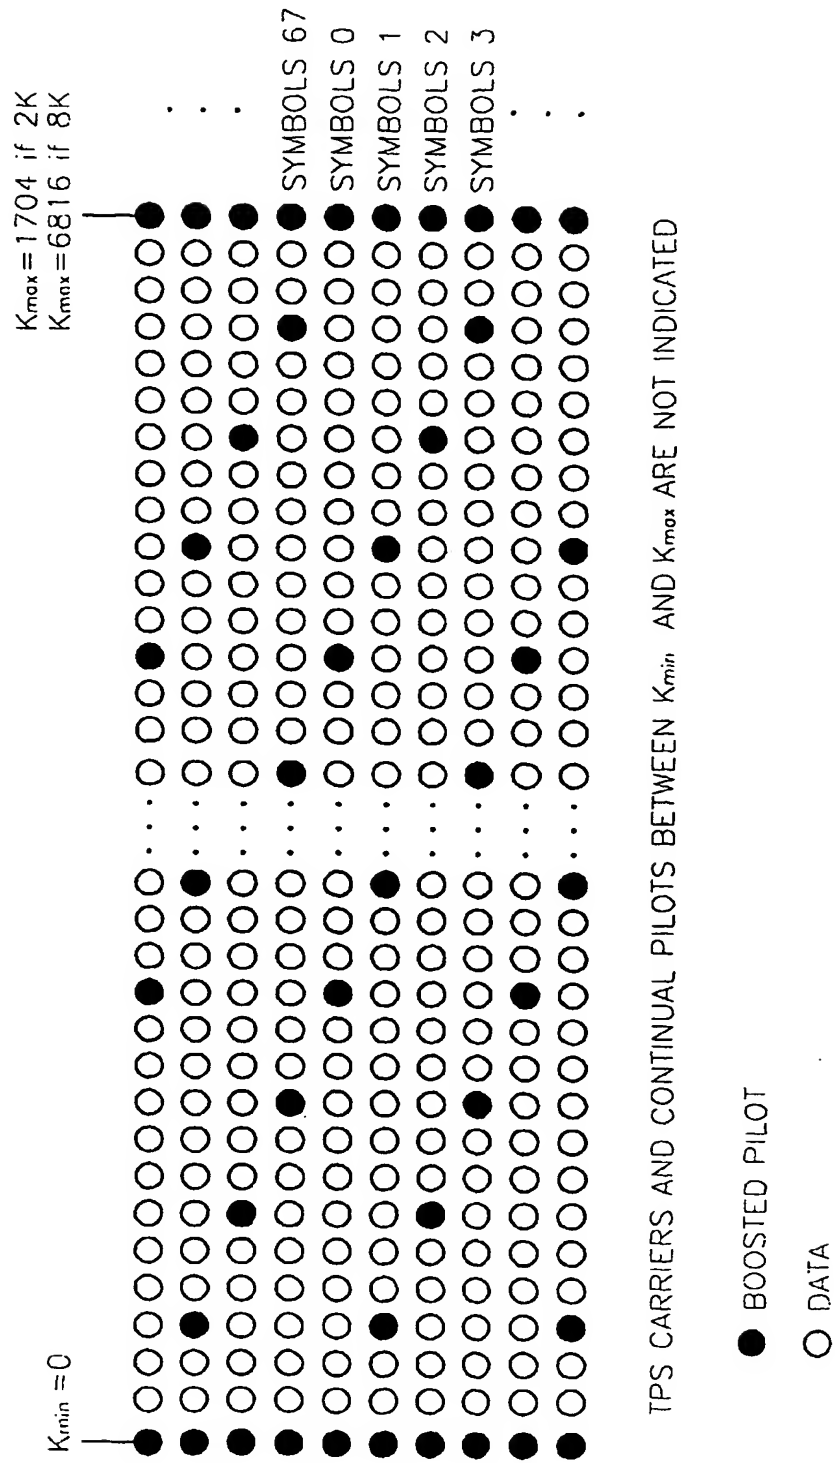 Kmax=1704 if 2K
Kmax=6816 if 8K
Kmin=0
SYMBOLS 67
SYMBOLS 0
SYMBOLS 1
SYMBOLS 2
SYMBOLS 3
TPS CARRIERS AND CONTINUAL PILOTS BETWEEN Kmin AND Kmax ARE NOT INDICATED
BOOSTED PILOT
DATA